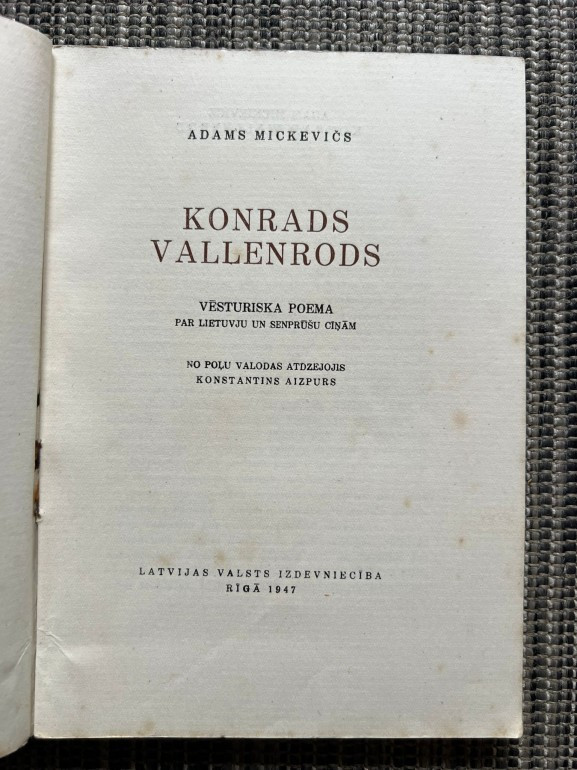 ADAMS MICKEVIČS
KONRADS
VALLENRODS
VĒSTURISKA POEMA
PAR LIETUVJU UN SENPRŪŠU CĪŅĀM
NO POĻU VALODAS ATDZEJOJIS
KONSTANTINS AIZPURS
LATVIJAS VALSTS IZDEVNIECĪBA
RĪGĀ 1947